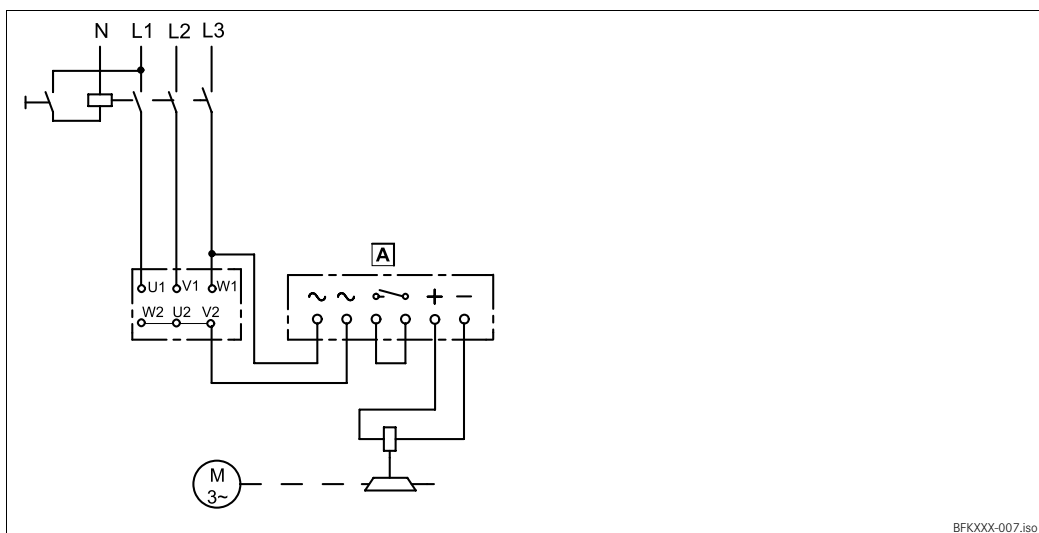 N L1 L2 L3
A
U1 V1 W1
W2 U2 V2
+ −
M
3~
BFKXXX-007.iso